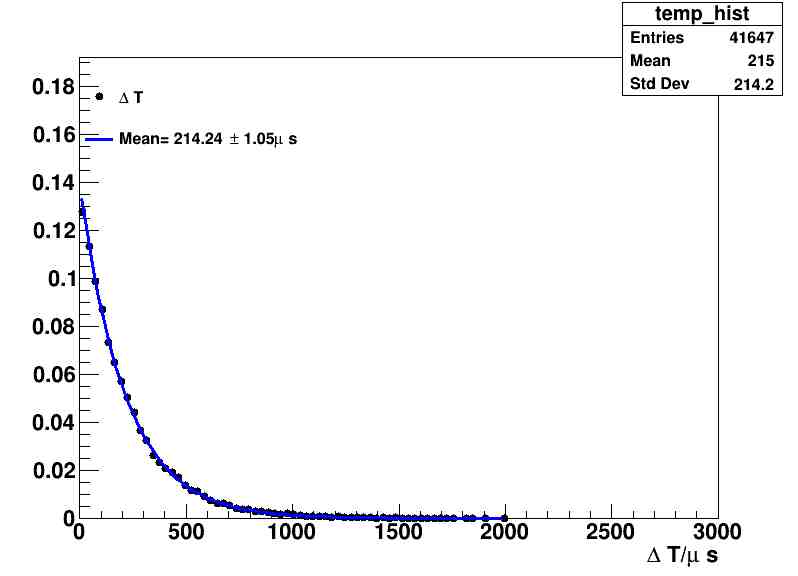 temp_hist
Entries 41647
Mean 215
Std Dev 214.2
Δ T
Mean= 214.24 ± 1.05μ s
0.18
0.16
0.14
0.12
0.1
0.08
0.06
0.04
0.02
0
0 500 1000 1500 2000 2500 3000
Δ T/μ s